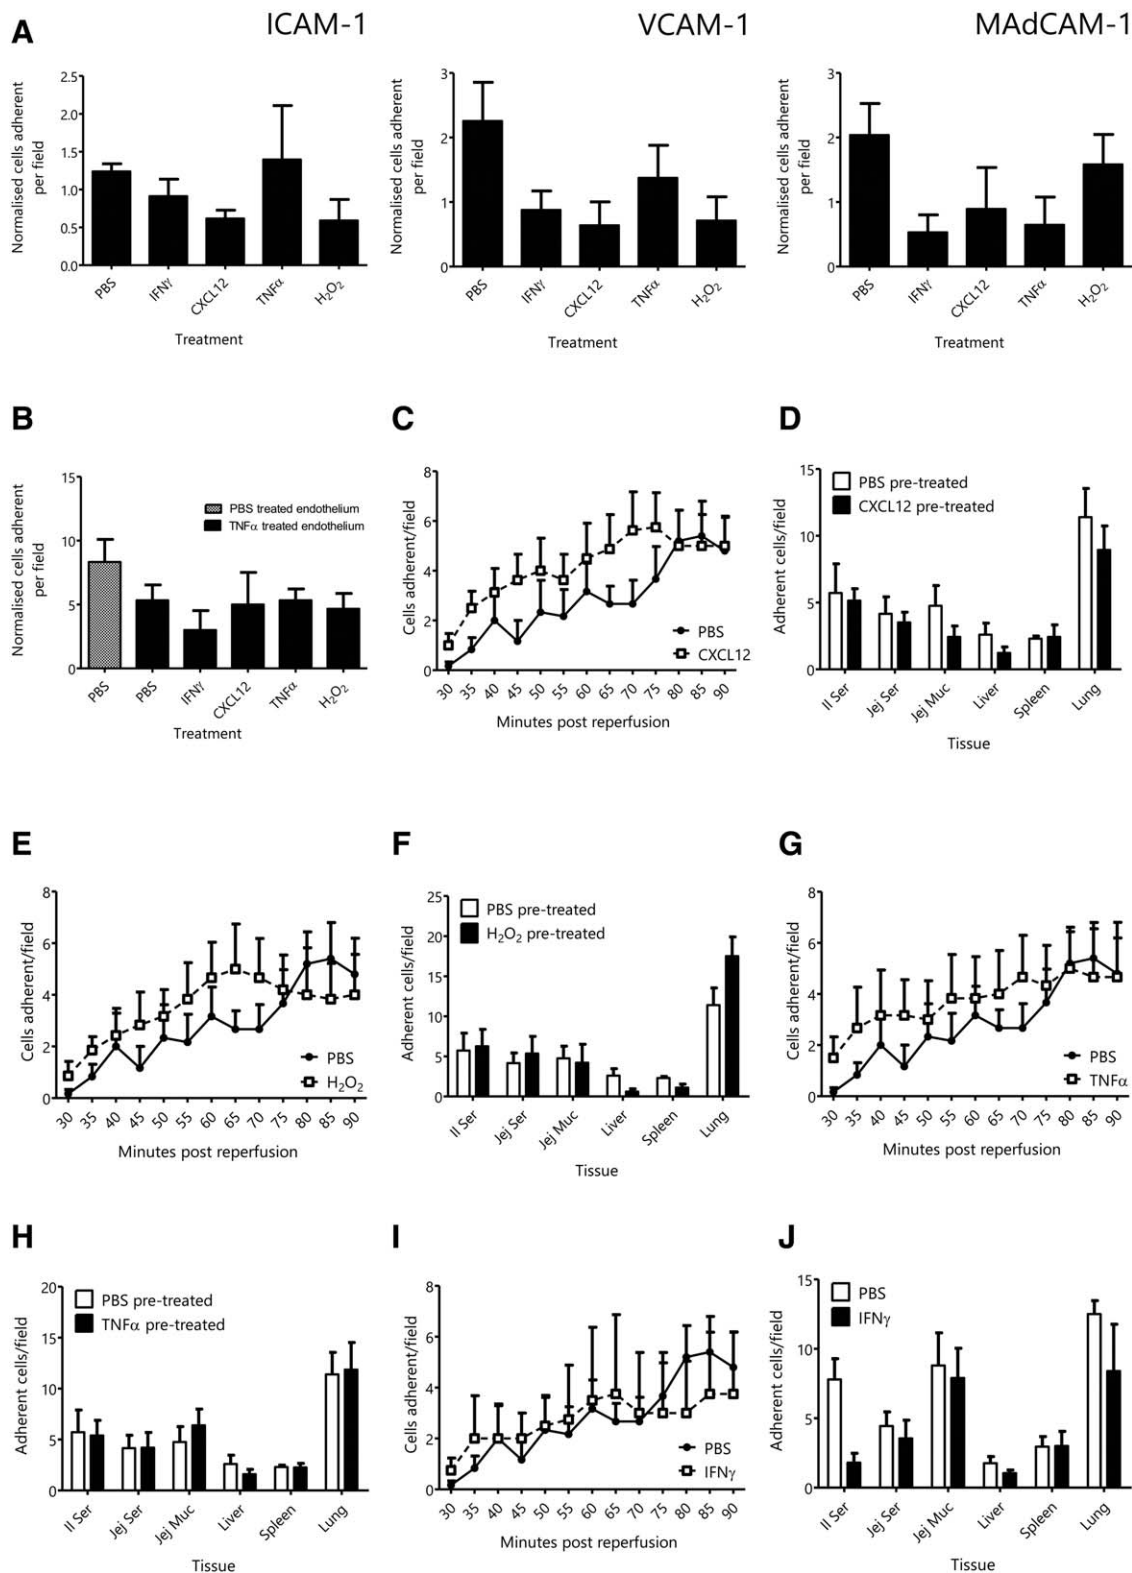 A
ICAM-1
VCAM-1
MAdCAM-1
Normalised cells adherent
per field
2.5
2.0
1.5
1.0
0.5
0.0
PBS
IFNγ
CXCL12
TNFα
H₂O₂
Treatment
Normalised cells adherent
per field
3
2
1
0
PBS
IFNγ
CXCL12
TNFα
H₂O₂
Treatment
Normalised cells adherent
per field
3
2
1
0
PBS
IFNγ
CXCL12
TNFα
H₂O₂
Treatment
B
Normalised cells adherent
per field
15
10
5
0
PBS treated endothelium
TNFα treated endothelium
PBS
PBS
IFNγ
CXCL12
TNFα
H₂O₂
Treatment
C
Cells adherent/field
8
6
4
2
0
PBS
CXCL12
30 35 40 45 50 55 60 65 70 75 80 85 90
Minutes post reperfusion
D
Adherent cells/field
15
10
5
0
PBS pre-treated
CXCL12 pre-treated
Il Ser
Jej Ser
Jej Muc
Liver
Spleen
Lung
Tissue
E
Cells adherent/field
8
6
4
2
0
PBS
H₂O₂
30 35 40 45 50 55 60 65 70 75 80 85 90
Minutes post reperfusion
F
Adherent cells/field
25
20
15
10
5
0
PBS pre-treated
H₂O₂ pre-treated
Il Ser
Jej Ser
Jej Muc
Liver
Spleen
Lung
Tissue
G
Cells adherent/field
8
6
4
2
0
PBS
TNFα
30 35 40 45 50 55 60 65 70 75 80 85 90
Minutes post reperfusion
H
Adherent cells/field
20
15
10
5
0
PBS pre-treated
TNFα pre-treated
Il Ser
Jej Ser
Jej Muc
Liver
Spleen
Lung
Tissue
I
Cells adherent/field
8
6
4
2
0
PBS
IFNγ
30 35 40 45 50 55 60 65 70 75 80 85 90
Minutes post reperfusion
J
Adherent cells/field
15
10
5
0
PBS
IFNγ
Il Ser
Jej Ser
Jej Muc
Liver
Spleen
Lung
Tissue